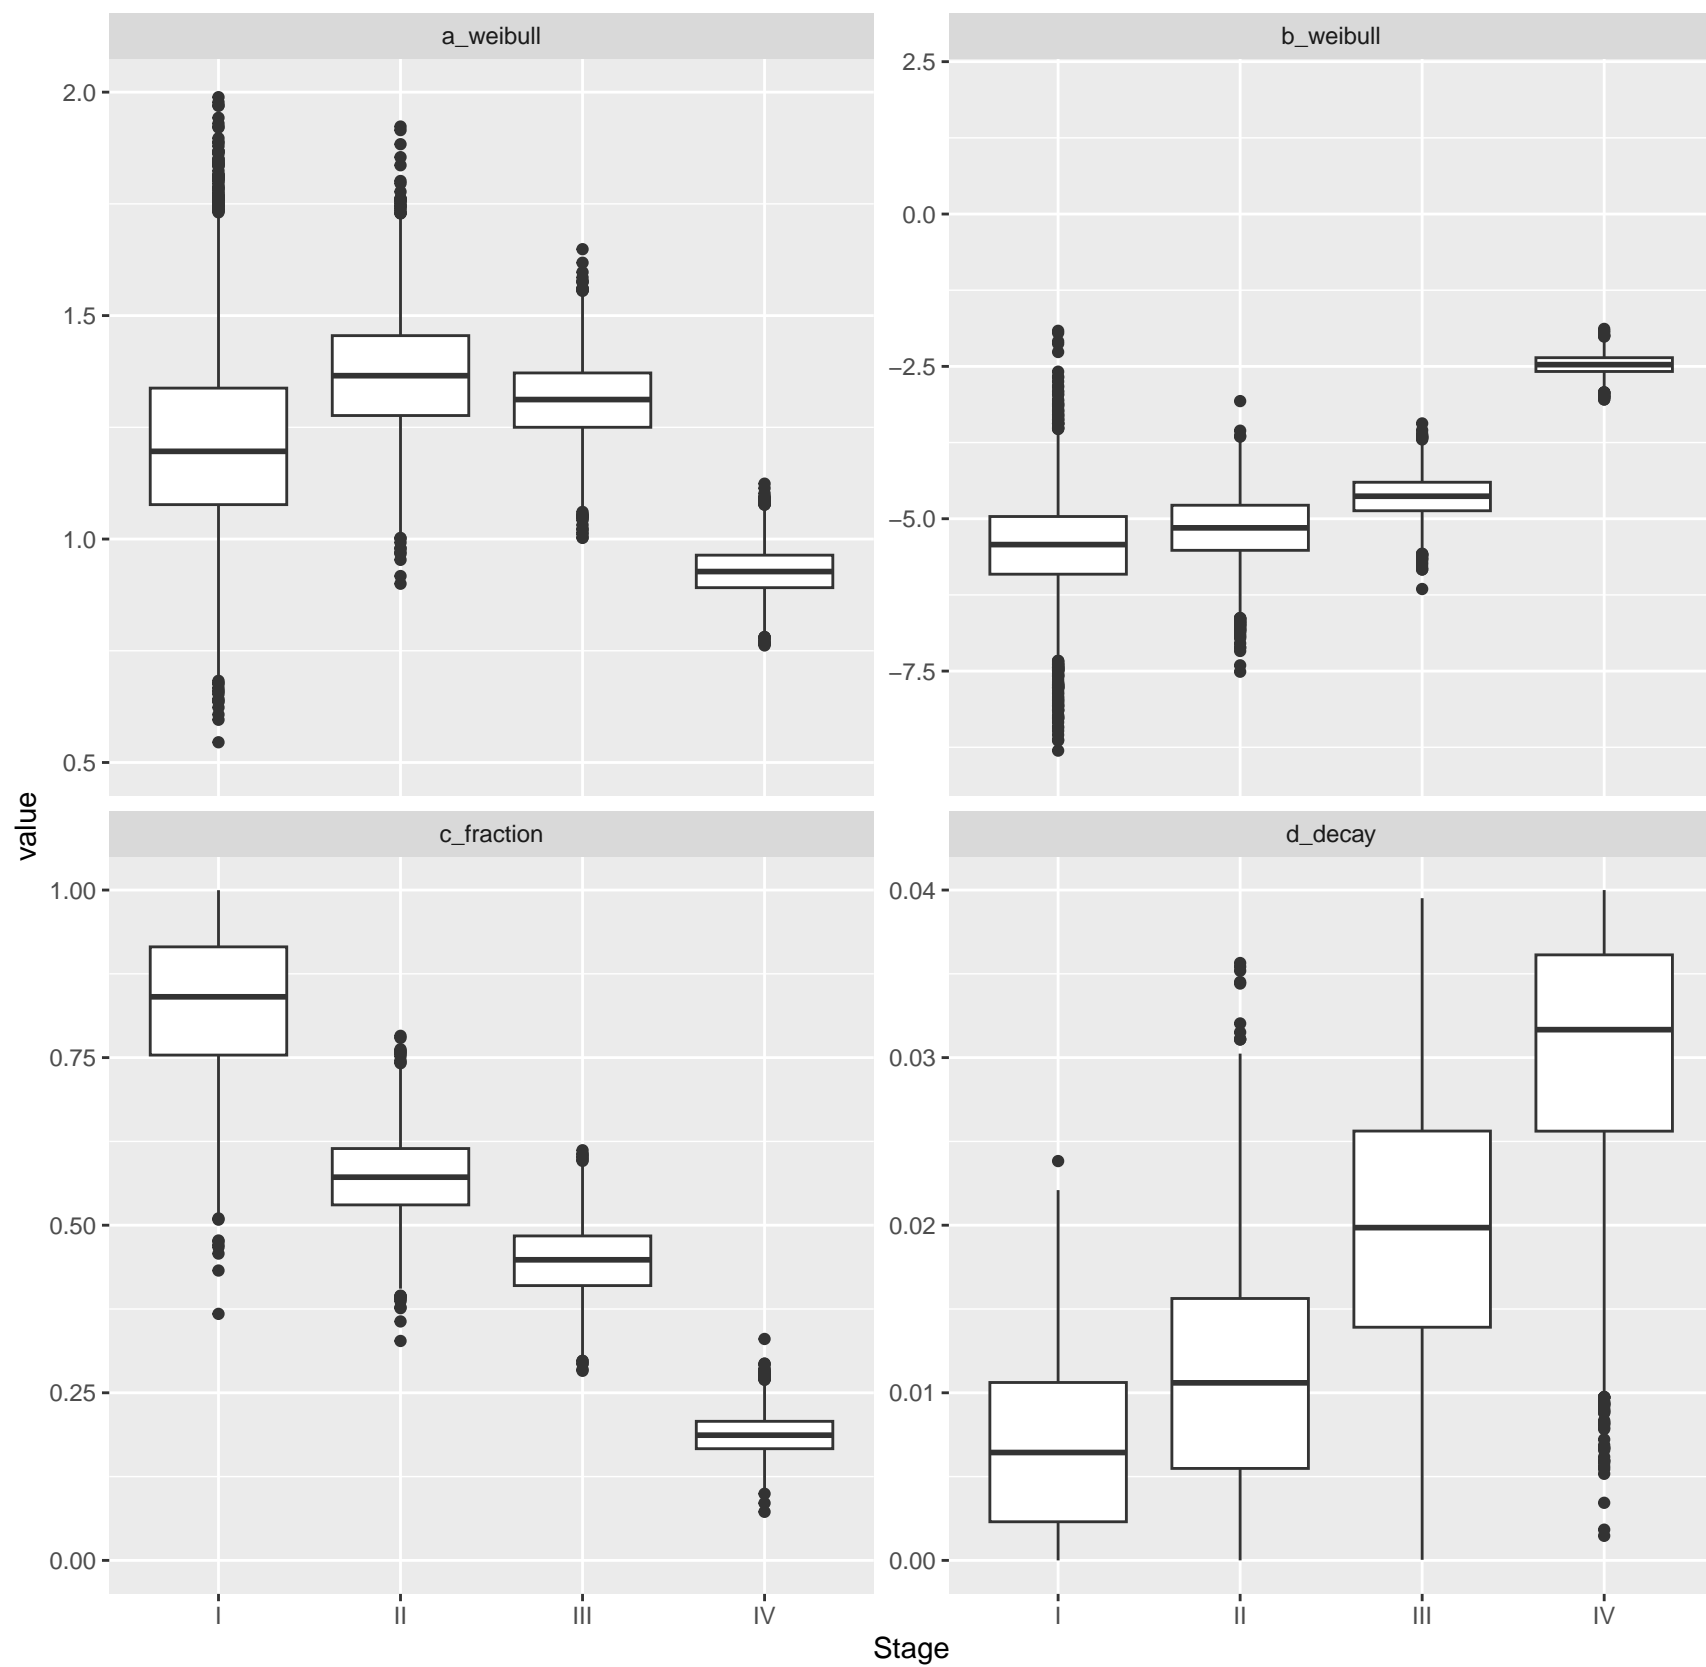 a_weibull
b_weibull
2.0
1.5
1.0
0.5
2.5
0.0
−2.5
−5.0
−7.5
value
c_fraction
d_decay
1.00
0.75
0.50
0.25
0.00
0.04
0.03
0.02
0.01
0.00
I II III IV
I II III IV
Stage